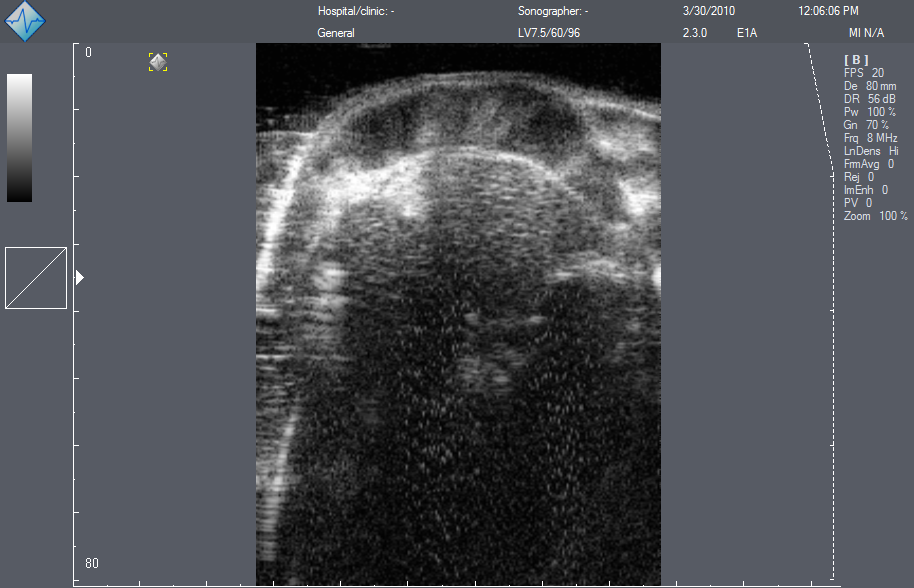 Hospital/clinic: - Sonographer: - 3/30/2010 12:06:06 PM
General LV7.5/60/96 2.3.0 E1A MI N/A
0
[ B ]
FPS 20
De 80 mm
DR 56 dB
Pw 100 %
Gn 70 %
Frq 8 MHz
LnDens Hi
FrmAvg 0
Rej 0
ImEnh 0
PV 0
Zoom 100 %
80